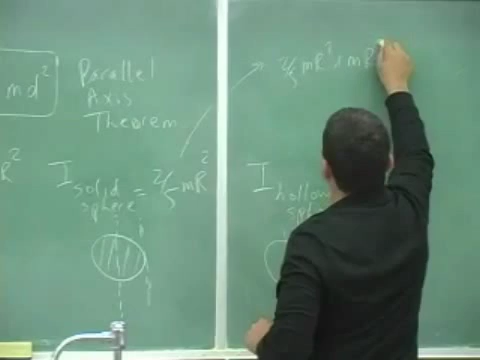 md²
Parallel
Axis
Theorem
R²
I solid sphere = 2/5 mR²
2/5 mR² + mR²
I hollow